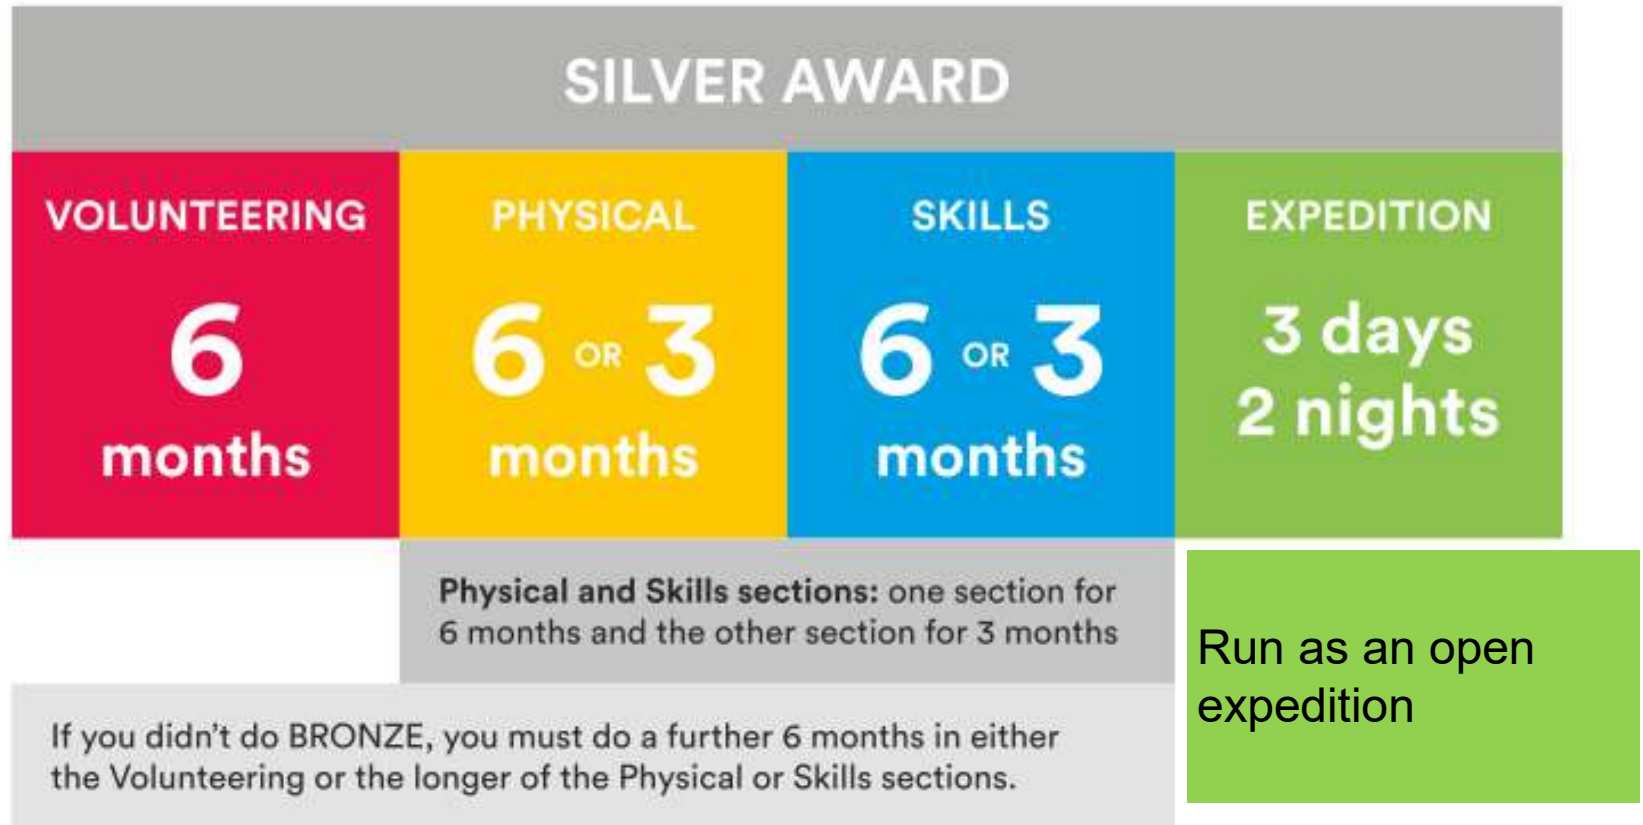 SILVER AWARD
VOLUNTEERING
6
months
PHYSICAL
6 OR 3
months
SKILLS
6 OR 3
months
EXPEDITION
3 days
2 nights
Physical and Skills sections: one section for
6 months and the other section for 3 months
Run as an open
expedition
If you didn't do BRONZE, you must do a further 6 months in either
the Volunteering or the longer of the Physical or Skills sections.